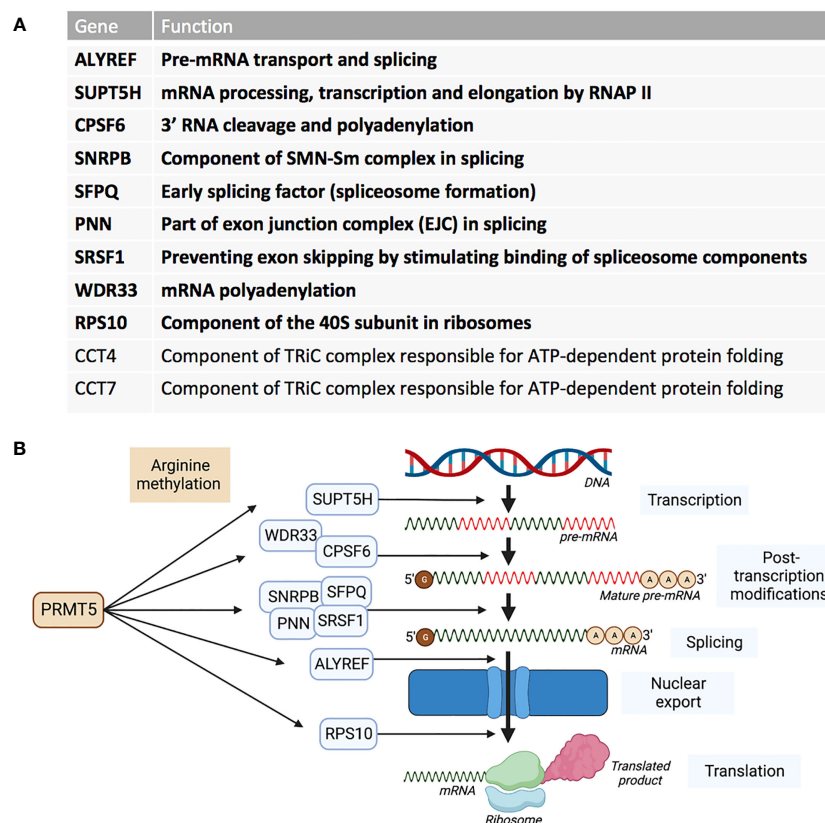 A
Gene Function
ALYREF Pre-mRNA transport and splicing
SUPT5H mRNA processing, transcription and elongation by RNAP II
CPSF6 3' RNA cleavage and polyadenylation
SNRPB Component of SMN-Sm complex in splicing
SFPQ Early splicing factor (spliceosome formation)
PNN Part of exon junction complex (EJC) in splicing
SRSF1 Preventing exon skipping by stimulating binding of spliceosome components
WDR33 mRNA polyadenylation
RPS10 Component of the 40S subunit in ribosomes
CCT4 Component of TRiC complex responsible for ATP-dependent protein folding
CCT7 Component of TRiC complex responsible for ATP-dependent protein folding
B
Arginine
methylation
PRMT5
SUPT5H
WDR33
CPSF6
SNRPB
SFPQ
PNN
SRSF1
ALYREF
RPS10
DNA
Transcription
pre-mRNA
5' G A A A 3'
Mature pre-mRNA
Post-
transcription
modifications
5' G A A A 3'
mRNA
Splicing
Nuclear
export
mRNA
Ribosome
Translated
product
Translation